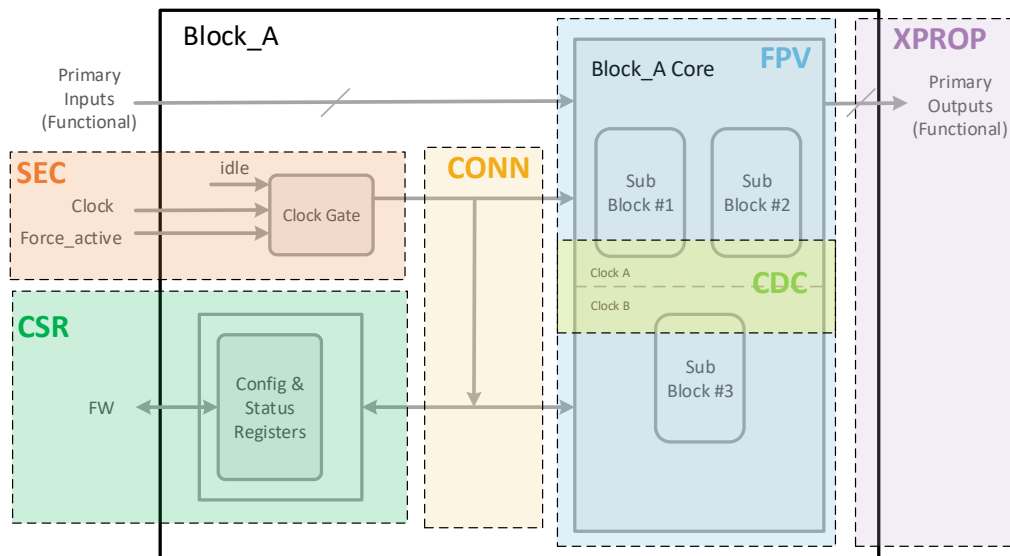 Block_A
FPV
XPROP
Primary
Inputs
(Functional)
Block_A Core
Primary
Outputs
(Functional)
SEC
idle
Clock
Force_active
Clock Gate
CONN
Sub
Block #1
Sub
Block #2
Clock A
CDC
Clock B
CSR
FW
Config &
Status
Registers
Sub
Block #3